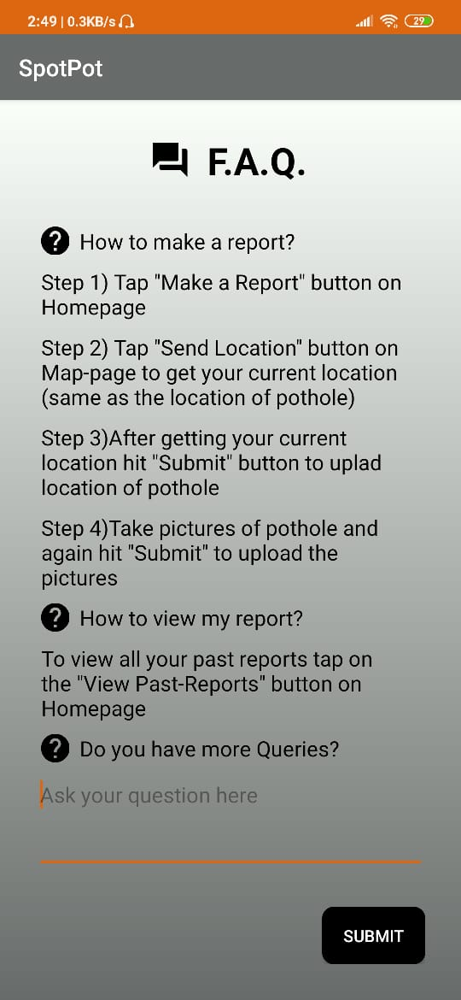 2:49 | 0.3KB/s 29
SpotPot
F.A.Q.
? How to make a report?
Step 1) Tap "Make a Report" button on
Homepage
Step 2) Tap "Send Location" button on
Map-page to get your current location
(same as the location of pothole)
Step 3)After getting your current
location hit "Submit" button to uplad
location of pothole
Step 4)Take pictures of pothole and
again hit "Submit" to upload the
pictures
? How to view my report?
To view all your past reports tap on
the "View Past-Reports" button on
Homepage
? Do you have more Queries?
Ask your question here
SUBMIT